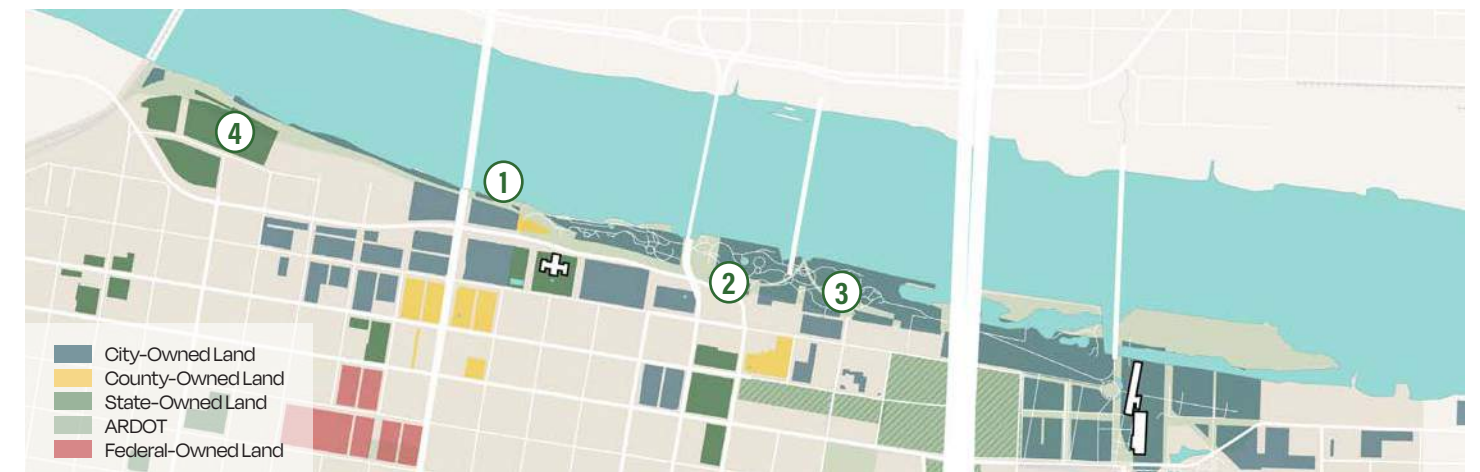 4
1
2
3
City-Owned Land
County-Owned Land
State-Owned Land
ARDOT
Federal-Owned Land